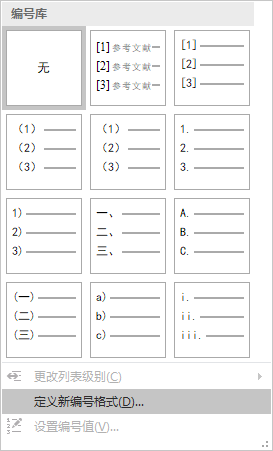 编号库
无
[1] 参考文献
[2] 参考文献
[3] 参考文献
[1]
[2]
[3]
（1）
（2）
（3）
（1）
（2）
（3）
1.
2.
3.
1)
2)
3)
一、
二、
三、
A.
B.
C.
(一)
(二)
(三)
a)
b)
c)
i.
ii.
iii.
更改列表级别(C)
定义新编号格式(D)...
设置编号值(V)...